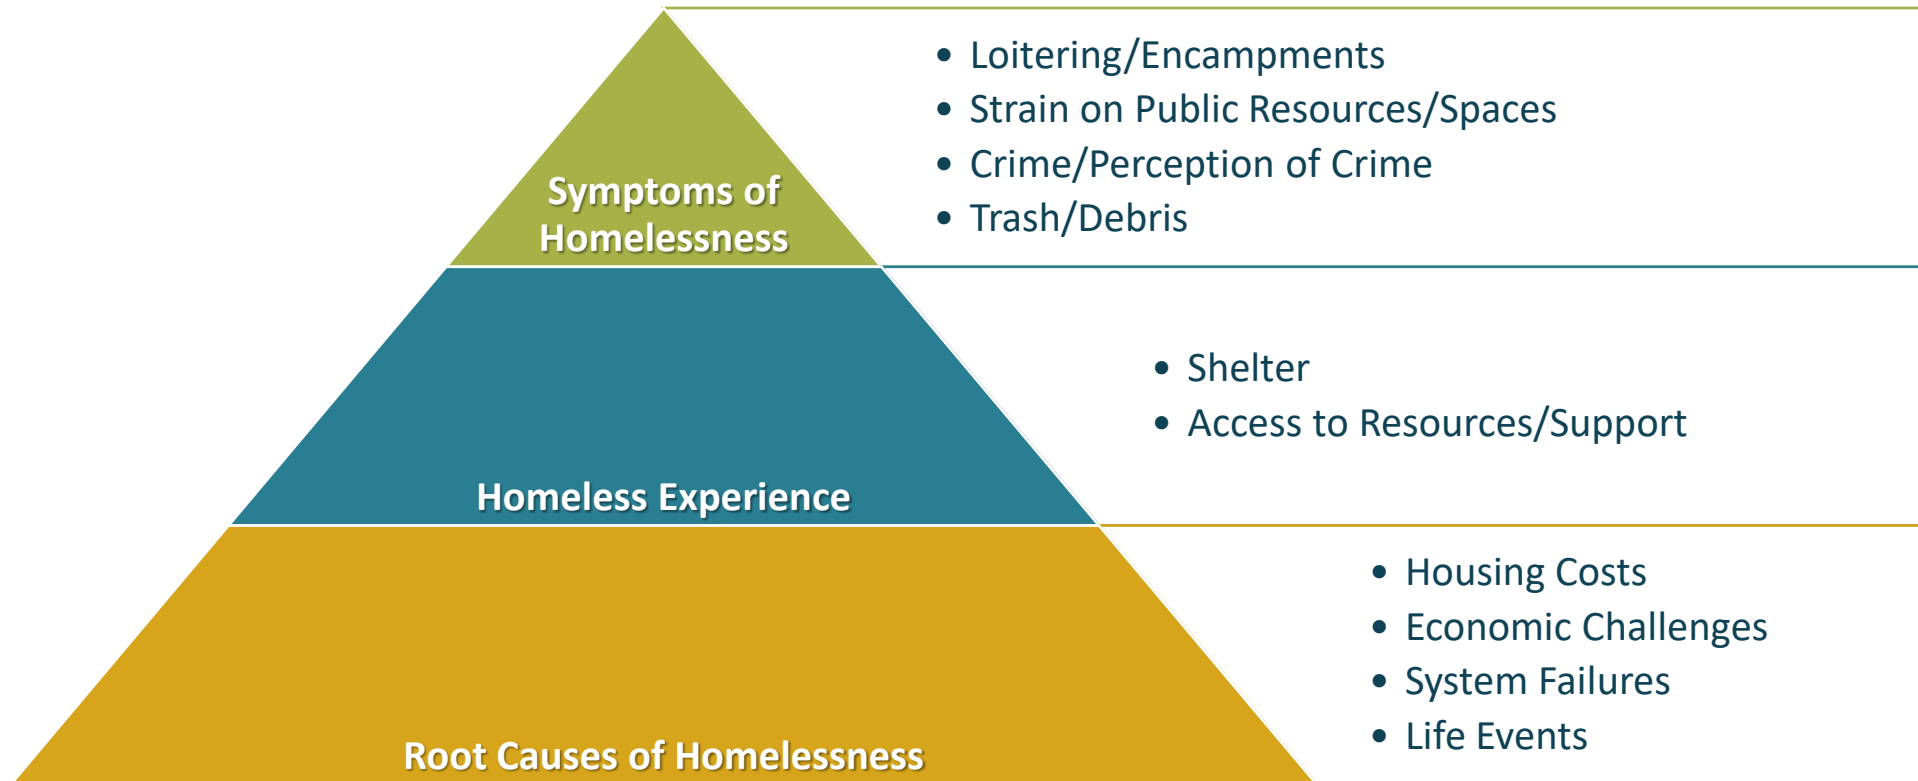 Symptoms of
Homelessness
• Loitering/Encampments
• Strain on Public Resources/Spaces
• Crime/Perception of Crime
• Trash/Debris
Homeless Experience
• Shelter
• Access to Resources/Support
Root Causes of Homelessness
• Housing Costs
• Economic Challenges
• System Failures
• Life Events